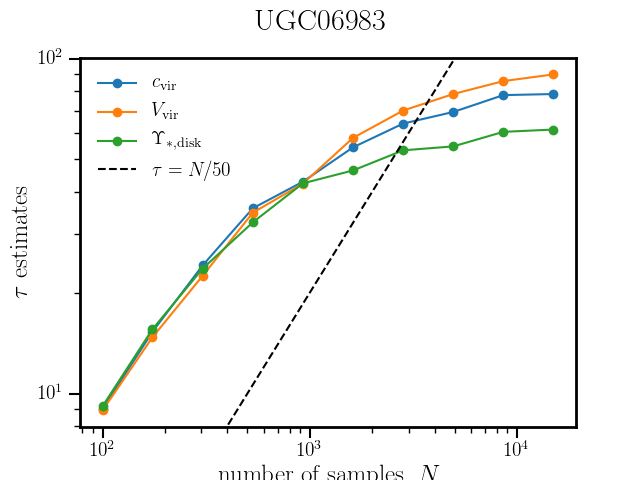 UGC06983
10²
c_vir
V_vir
Υ_*,disk
τ = N/50
τ estimates
10¹
10² 10³ 10⁴
number of samples, N